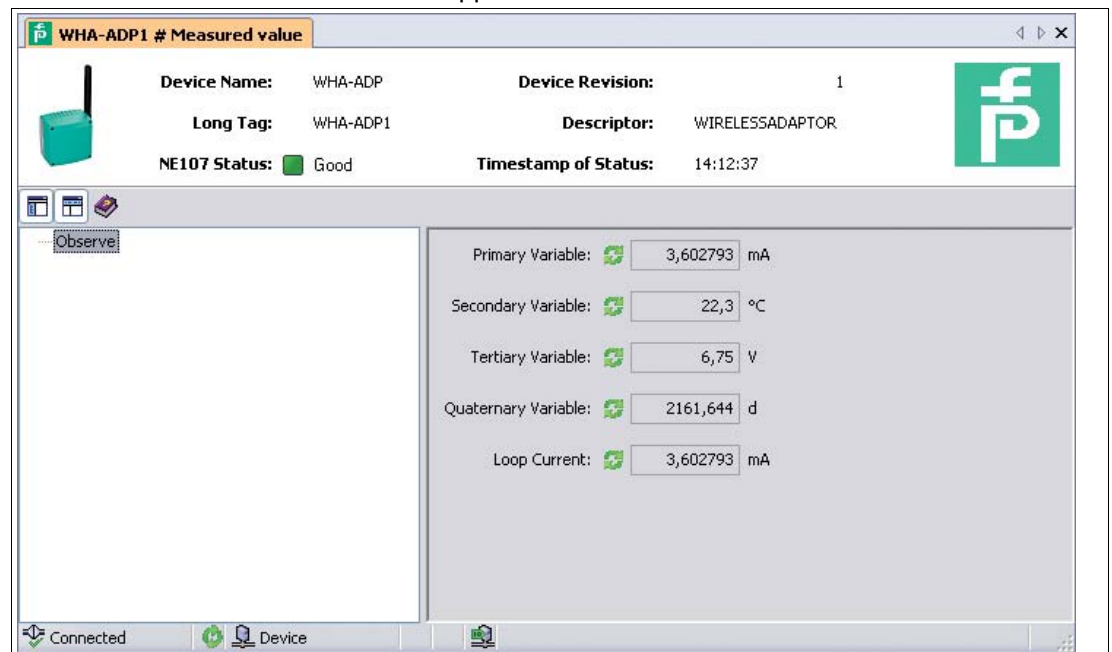 WHA-ADP1 # Measured value
Device Name: WHA-ADP Device Revision: 1
Long Tag: WHA-ADP1 Descriptor: WIRELESSADAPTOR
NE107 Status: Good Timestamp of Status: 14:12:37
Observe
Primary Variable: 3,602793 mA
Secondary Variable: 22,3 °C
Tertiary Variable: 6,75 V
Quaternary Variable: 2161,644 d
Loop Current: 3,602793 mA
Connected Device